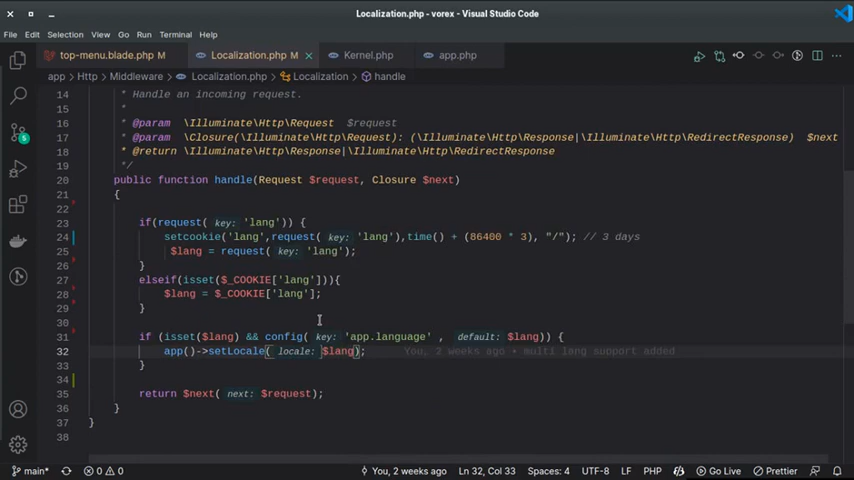 Localization.php - vorex - Visual Studio Code
File Edit Selection View Go Run Terminal Help
top-menu.blade.php M Localization.php M Kernel.php app.php
app > Http > Middleware > Localization.php > Localization > handle
14 * Handle an incoming request.
15 *
16 * @param \Illuminate\Http\Request $request
17 * @param \Closure(\Illuminate\Http\Request): (\Illuminate\Http\Response|\Illuminate\Http\RedirectResponse) $next
18 * @return \Illuminate\Http\Response|\Illuminate\Http\RedirectResponse
19 */
20 public function handle(Request $request, Closure $next)
21 {
22
23 if(request( key: 'lang')) {
24 setcookie('lang',request( key: 'lang'),time() + (86400 * 3), "/"); // 3 days
25 $lang = request( key: 'lang');
26 }
27 elseif(isset($_COOKIE['lang'])){
28 $lang = $_COOKIE['lang'];
29 }
30
31 if (isset($lang) && config( key: 'app.language' , default: $lang)) {
32 app()->setLocale( locale: $lang); You, 2 weeks ago • multi lang support added
33 }
34
35 return $next( next: $request);
36 }
37 }
38
5
main* 0 0 You, 2 weeks ago Ln 32, Col 33 Spaces: 4 UTF-8 LF PHP Go Live Prettier